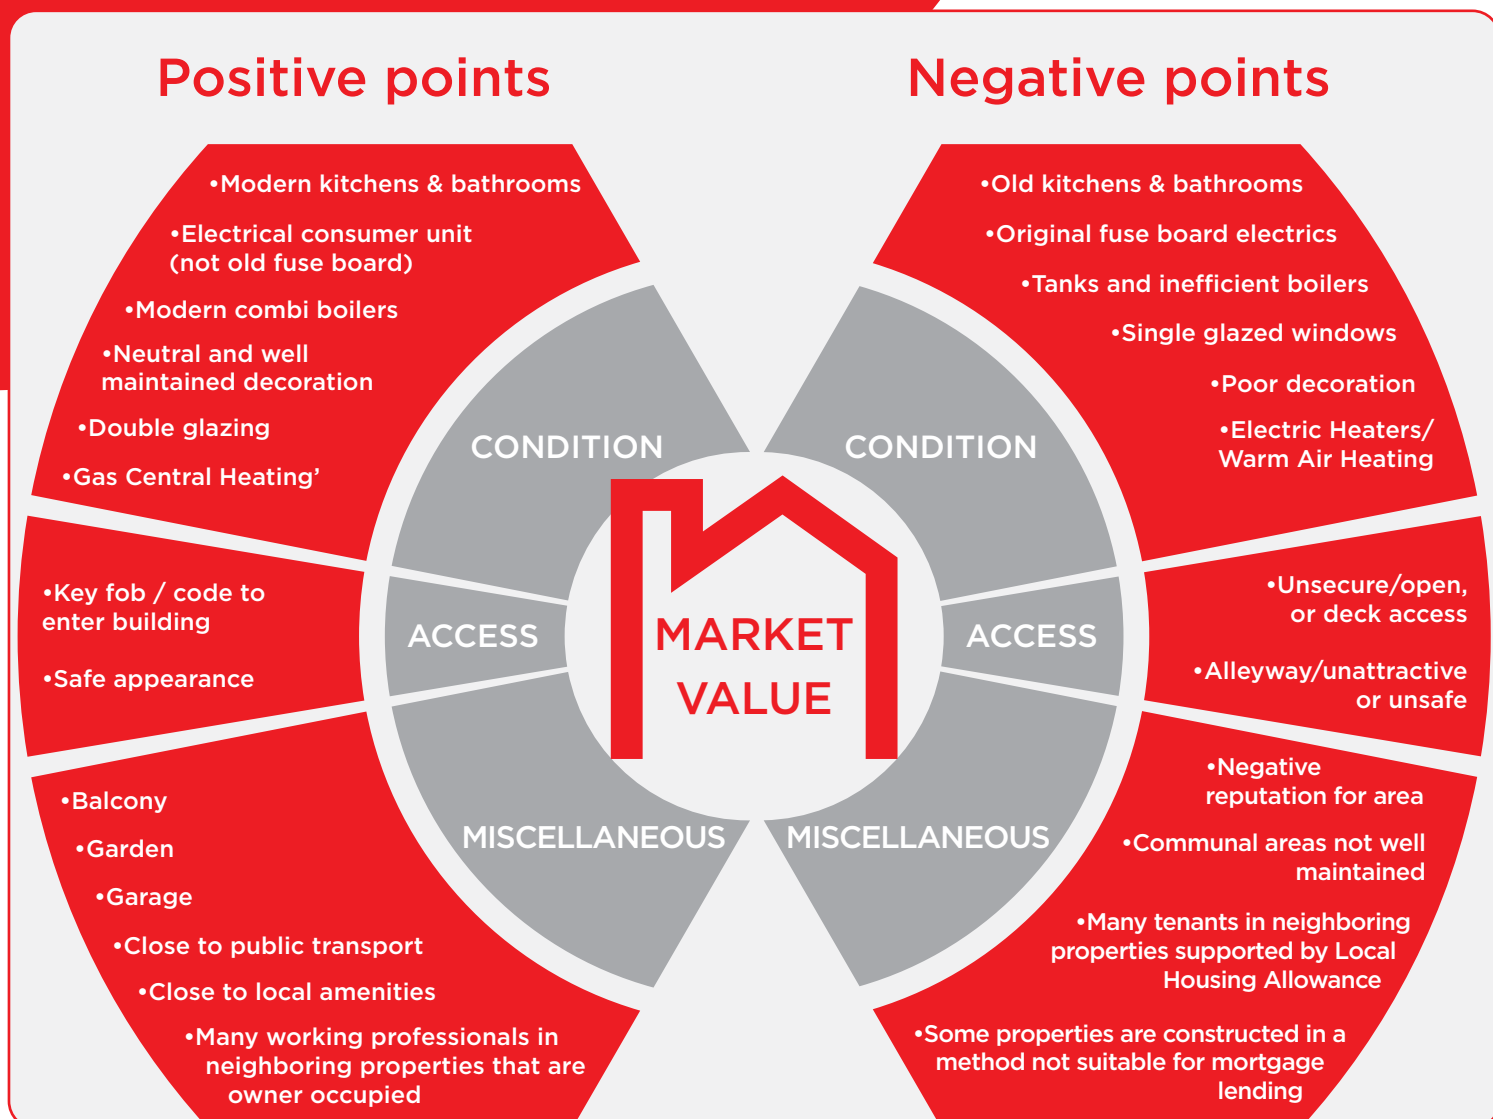 Positive points
•Modern kitchens & bathrooms
•Electrical consumer unit
(not old fuse board)
•Modern combi boilers
•Neutral and well
maintained decoration
•Double glazing
•Gas Central Heating’
CONDITION
•Key fob / code to
enter building
•Safe appearance
ACCESS
•Balcony
•Garden
•Garage
•Close to public transport
•Close to local amenities
•Many working professionals in
neighboring properties that are
owner occupied
MISCELLANEOUS
MARKET
VALUE
Negative points
•Old kitchens & bathrooms
•Original fuse board electrics
•Tanks and inefficient boilers
•Single glazed windows
•Poor decoration
•Electric Heaters/
Warm Air Heating
CONDITION
•Unsecure/open,
or deck access
•Alleyway/unattractive
or unsafe
ACCESS
•Negative
reputation for area
•Communal areas not well
maintained
•Many tenants in neighboring
properties supported by Local
Housing Allowance
•Some properties are constructed in a
method not suitable for mortgage
lending
MISCELLANEOUS